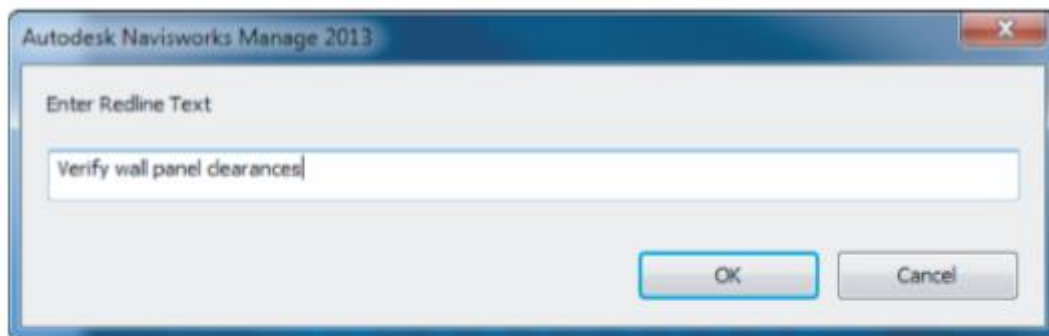 Autodesk Navisworks Manage 2013
Enter Redline Text
Verify wall panel clearances
OK
Cancel